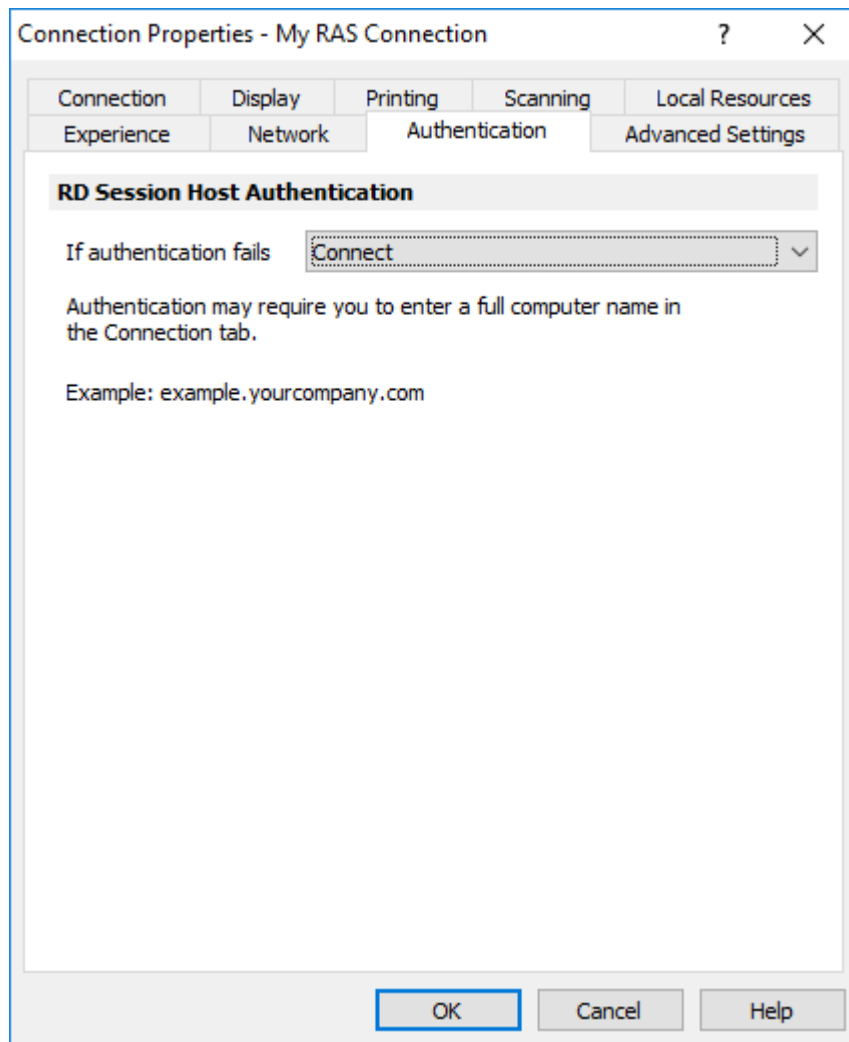 Connection Properties - My RAS Connection ?
Connection Display Printing Scanning Local Resources
Experience Network Authentication Advanced Settings
RD Session Host Authentication
If authentication fails Connect
Authentication may require you to enter a full computer name in
the Connection tab.
Example: example.yourcompany.com
OK Cancel Help